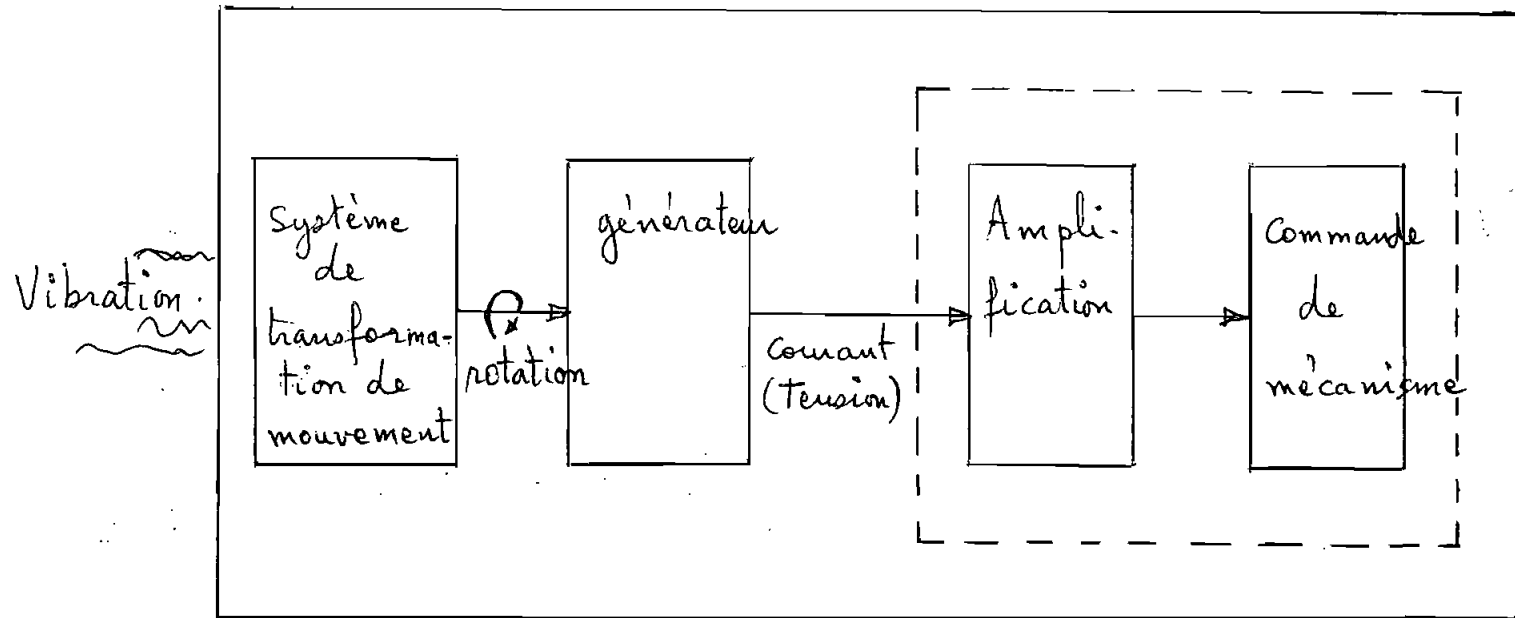 Vibration.
Système
de
transforma-
tion de
mouvement
rotation
générateur
Courant
(Tension)
Ampli-
fication
Commande
de
mécanisme